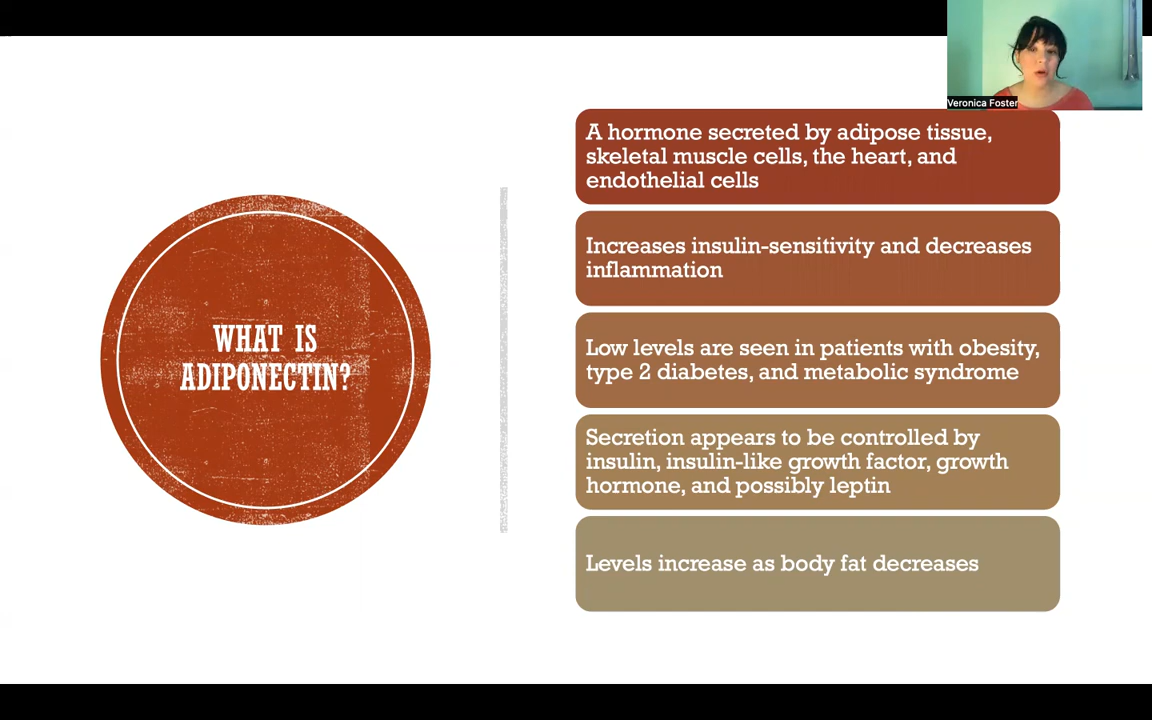 Veronica Foster
WHAT IS
ADIPONECTIN?
A hormone secreted by adipose tissue,
skeletal muscle cells, the heart, and
endothelial cells
Increases insulin-sensitivity and decreases
inflammation
Low levels are seen in patients with obesity,
type 2 diabetes, and metabolic syndrome
Secretion appears to be controlled by
insulin, insulin-like growth factor, growth
hormone, and possibly leptin
Levels increase as body fat decreases